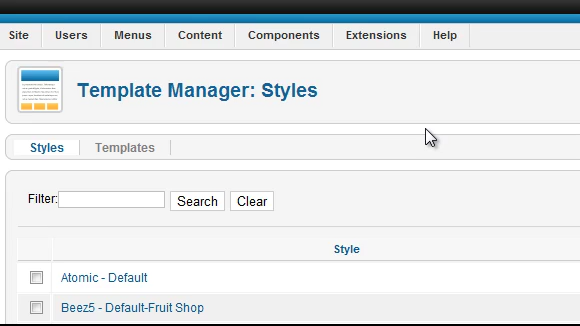 Site Users Menus Content Components Extensions Help
Template Manager: Styles
Styles Templates
Filter: Search Clear
Style
Atomic - Default
Beez5 - Default-Fruit Shop